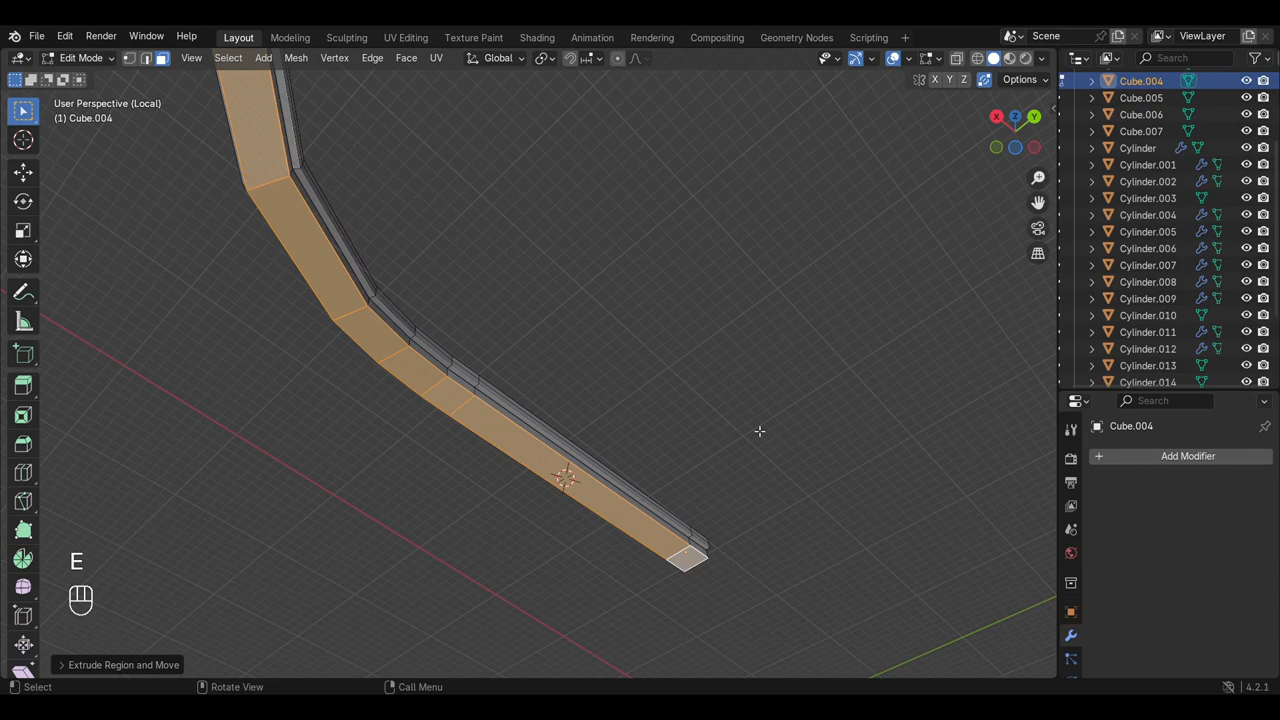 File Edit Render Window Help Layout Modeling Sculpting UV Editing Texture Paint Shading Animation Rendering Compositing Geometry Nodes Scripting Scene ViewLayer
Edit Mode View Select Add Mesh Vertex Edge Face UV Global Search
X Y Z Options
User Perspective (Local)
(1) Cube.004
X Z Y
Cube.004
Cube.005
Cube.006
Cube.007
Cylinder
Cylinder.001
Cylinder.002
Cylinder.003
Cylinder.004
Cylinder.005
Cylinder.006
Cylinder.007
Cylinder.008
Cylinder.009
Cylinder.010
Cylinder.011
Cylinder.012
Cylinder.013
Cylinder.014
Search
Cube.004
+ Add Modifier
E
Extrude Region and Move
Select Rotate View Call Menu 4.2.1